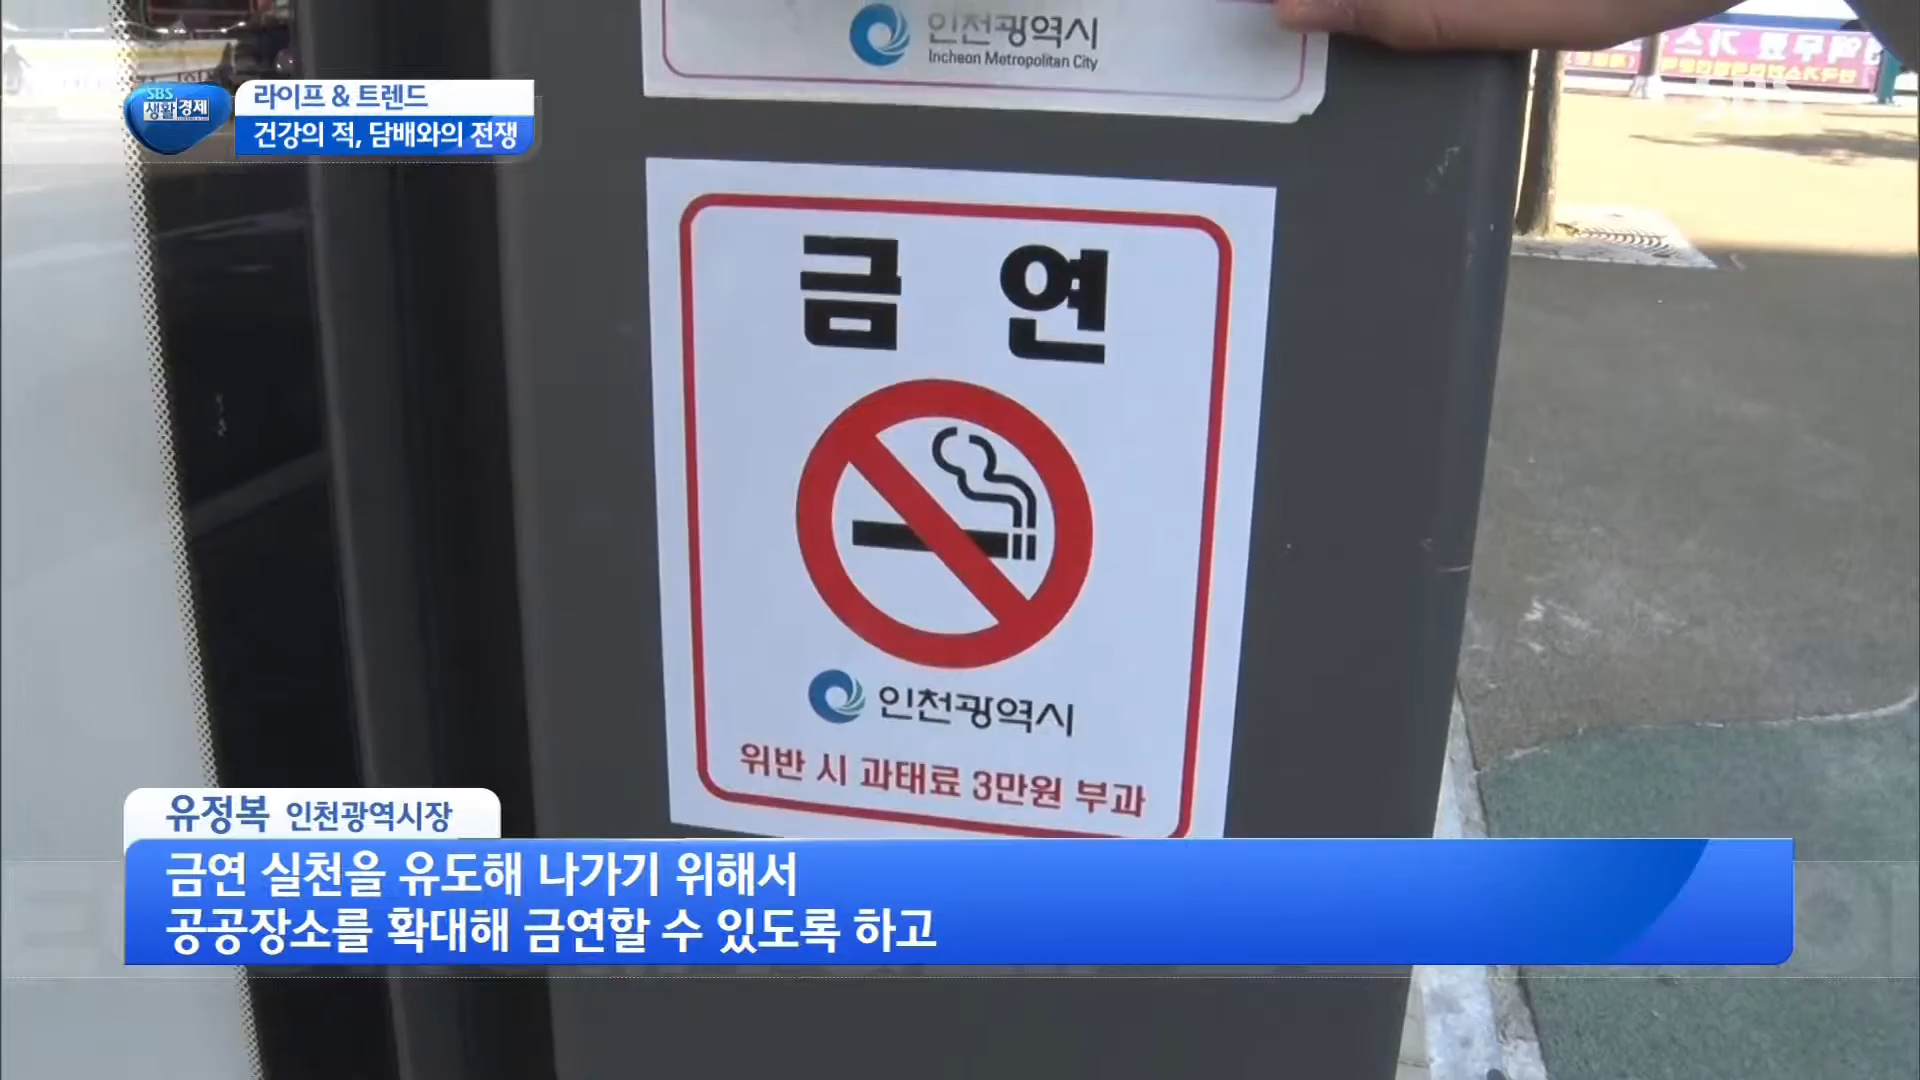 인천광역시
Incheon Metropolitan City
SBS
생활경제
라이프 & 트렌드
건강의 적, 담배와의 전쟁
SBS
금 연
인천광역시
위반 시 과태료 3만원 부과
유정복 인천광역시장
금연 실천을 유도해 나가기 위해서
공공장소를 확대해 금연할 수 있도록 하고